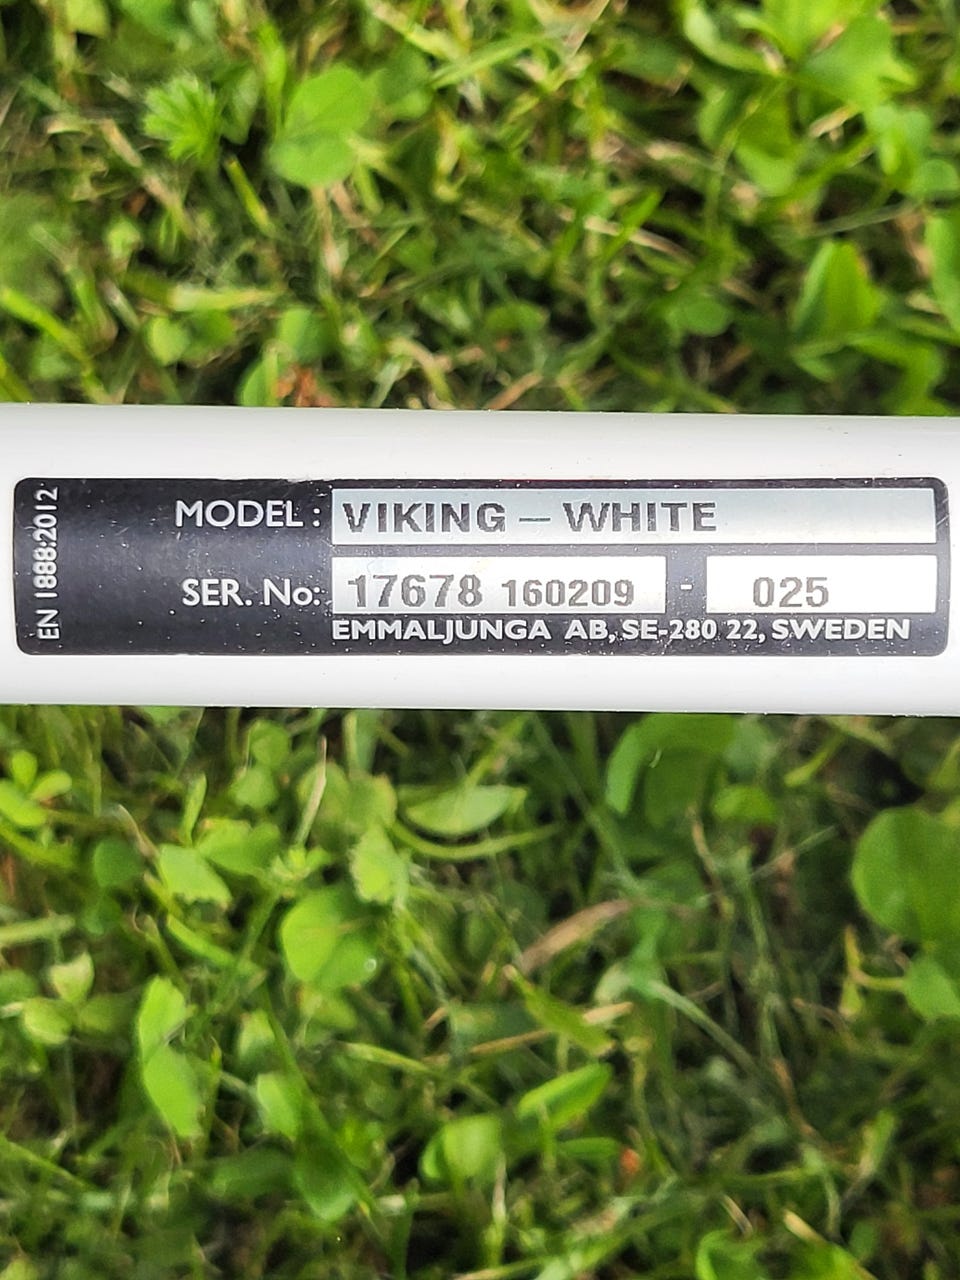 EN 1888:2012
MODEL : VIKING – WHITE
SER. No: 17678 160209 - 025
EMMALJUNGA AB, SE-280 22, SWEDEN